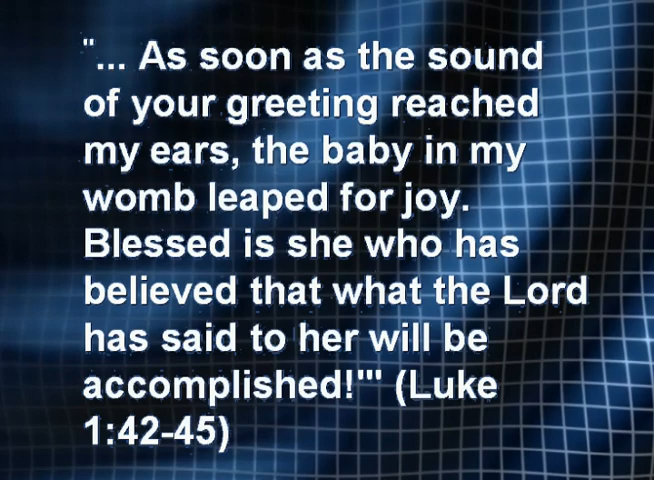 "... As soon as the sound
of your greeting reached
my ears, the baby in my
womb leaped for joy.
Blessed is she who has
believed that what the Lord
has said to her will be
accomplished!'" (Luke
1:42-45)